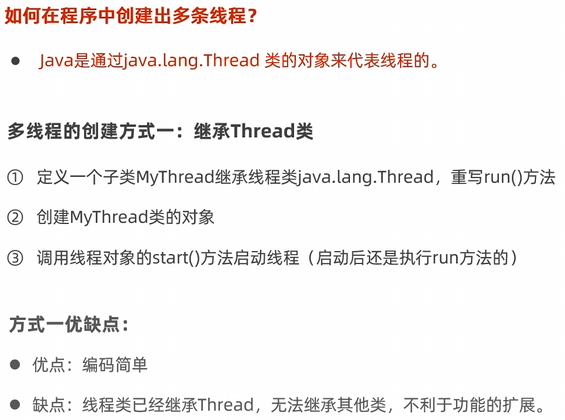 如何在程序中创建出多条线程？
● Java是通过java.lang.Thread 类的对象来代表线程的。
多线程的创建方式一：继承Thread类
① 定义一个子类MyThread继承线程类java.lang.Thread，重写run()方法
② 创建MyThread类的对象
③ 调用线程对象的start()方法启动线程（启动后还是执行run方法的）
方式一优缺点：
● 优点：编码简单
● 缺点：线程类已经继承Thread，无法继承其他类，不利于功能的扩展。